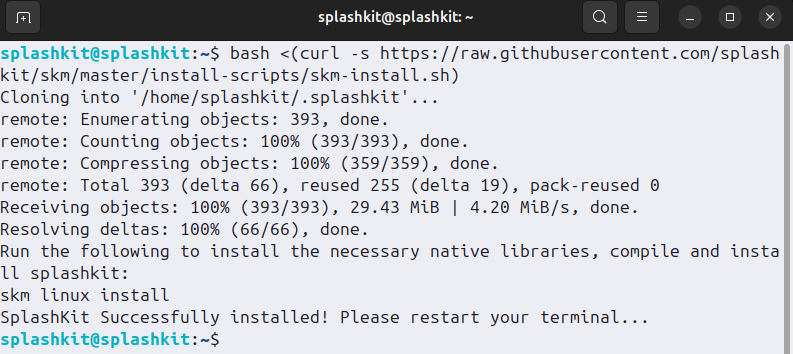 splashkit@splashkit: ~
splashkit@splashkit:~$ bash <(curl -s https://raw.githubusercontent.com/splash
kit/skm/master/install-scripts/skm-install.sh)
Cloning into '/home/splashkit/.splashkit'...
remote: Enumerating objects: 393, done.
remote: Counting objects: 100% (393/393), done.
remote: Compressing objects: 100% (359/359), done.
remote: Total 393 (delta 66), reused 255 (delta 19), pack-reused 0
Receiving objects: 100% (393/393), 29.43 MiB | 4.20 MiB/s, done.
Resolving deltas: 100% (66/66), done.
Run the following to install the necessary native libraries, compile and insta
ll splashkit:
skm linux install
SplashKit Successfully installed! Please restart your terminal...
splashkit@splashkit:~$